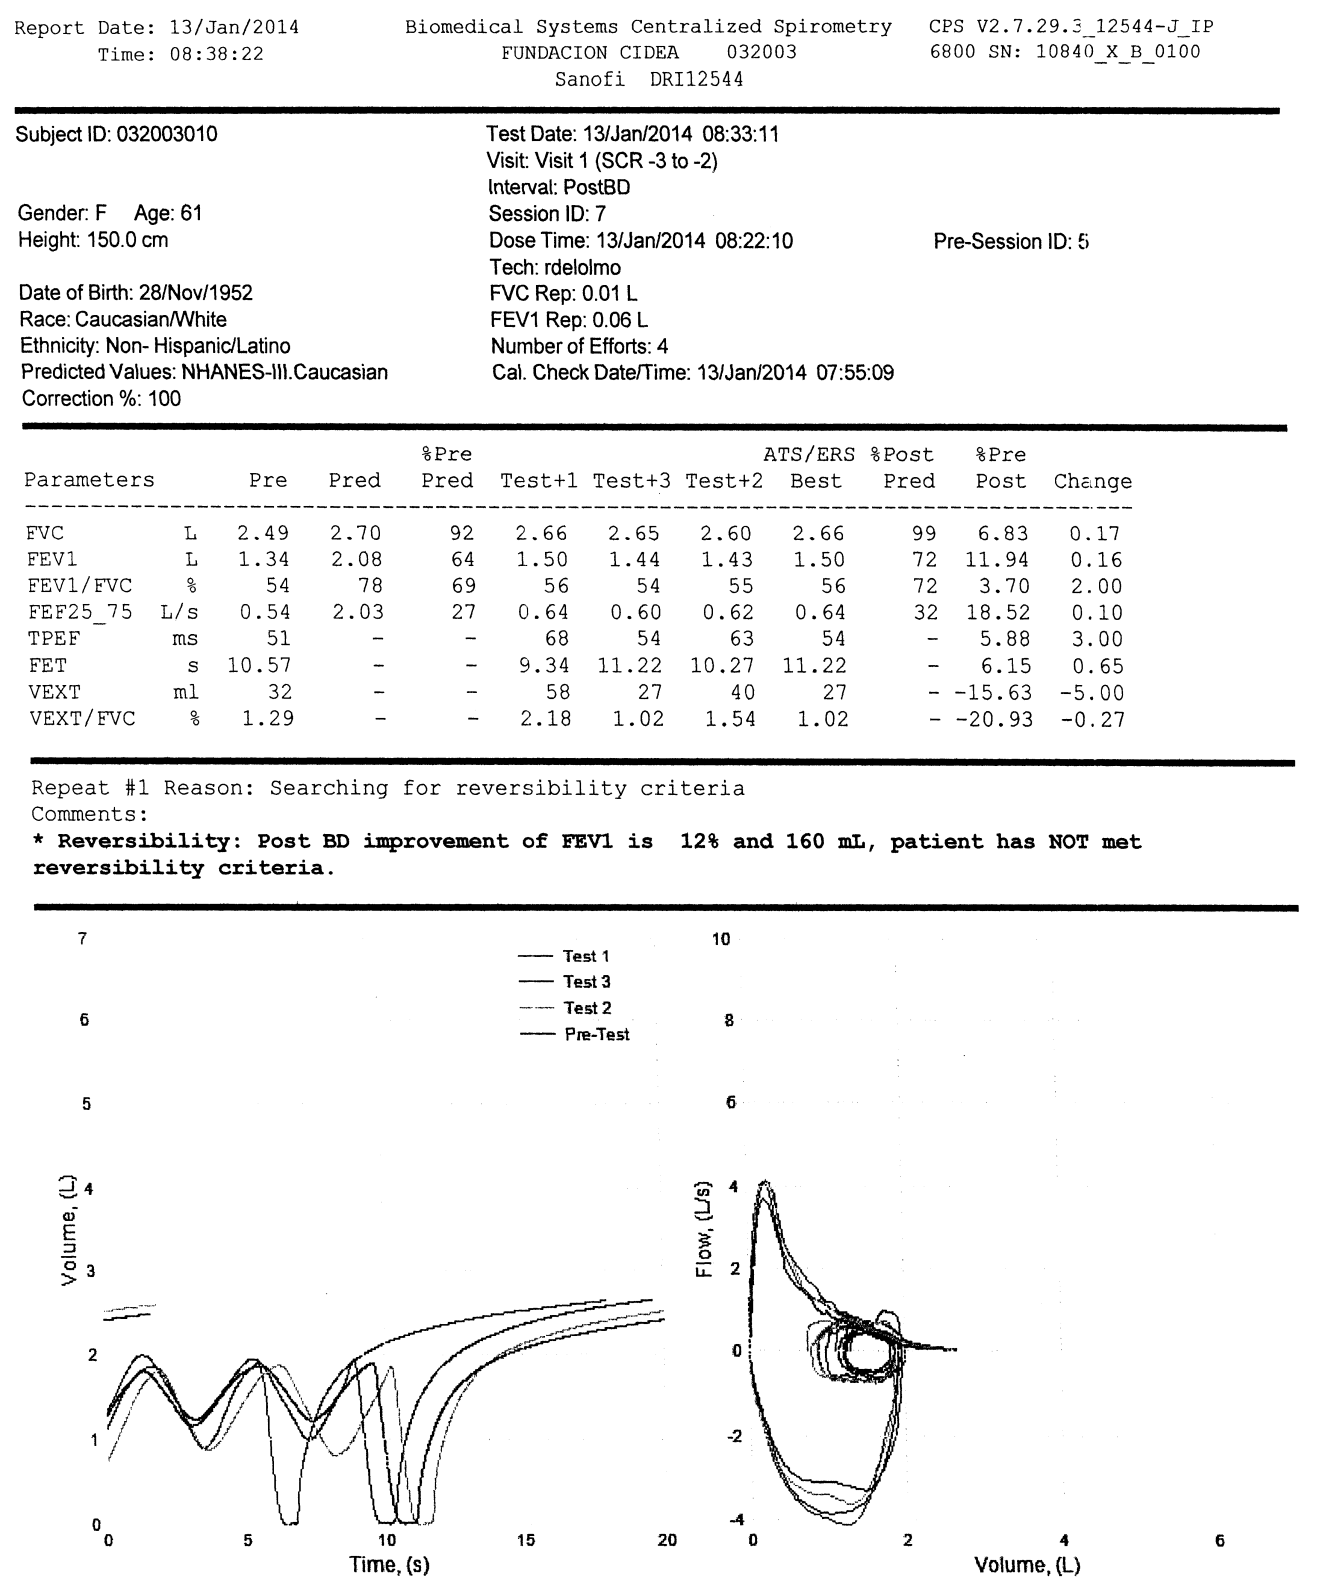 Report Date: 13/Jan/2014 Biomedical Systems Centralized Spirometry CPS V2.7.29.3_12544-J_IP
Time: 08:38:22 FUNDACION CIDEA 032003 6800 SN: 10840_X_B_0100
Sanofi DRI12544
Subject ID: 032003010 Test Date: 13/Jan/2014 08:33:11
Visit: Visit 1 (SCR -3 to -2)
Interval: PostBD
Gender: F Age: 61 Session ID: 7
Height: 150.0 cm Dose Time: 13/Jan/2014 08:22:10 Pre-Session ID: 5
Tech: rdelolmo
Date of Birth: 28/Nov/1952 FVC Rep: 0.01 L
Race: Caucasian/White FEV1 Rep: 0.06 L
Ethnicity: Non- Hispanic/Latino Number of Efforts: 4
Predicted Values: NHANES-III.Caucasian Cal. Check Date/Time: 13/Jan/2014 07:55:09
Correction %: 100
%Pre ATS/ERS %Post %Pre
Parameters Pre Pred Pred Test+1 Test+3 Test+2 Best Pred Post Change
FVC L 2.49 2.70 92 2.66 2.65 2.60 2.66 99 6.83 0.17
FEV1 L 1.34 2.08 64 1.50 1.44 1.43 1.50 72 11.94 0.16
FEV1/FVC % 54 78 69 56 54 55 56 72 3.70 2.00
FEF25_75 L/s 0.54 2.03 27 0.64 0.60 0.62 0.64 32 18.52 0.10
TPEF ms 51 - - 68 54 63 54 - 5.88 3.00
FET s 10.57 - - 9.34 11.22 10.27 11.22 - 6.15 0.65
VEXT ml 32 - - 58 27 40 27 - -15.63 -5.00
VEXT/FVC % 1.29 - - 2.18 1.02 1.54 1.02 - -20.93 -0.27
Repeat #1 Reason: Searching for reversibility criteria
Comments:
* Reversibility: Post BD improvement of FEV1 is 12% and 160 mL, patient has NOT met
reversibility criteria.
7 10
Test 1
Test 3
Test 2
6 8
Pre-Test
5 6
4 4
Volume, (L) Flow, (L/s)
3 2
2 0
1 -2
0 -4
0 5 10 15 20 0 2 4 6
Time, (s) Volume, (L)